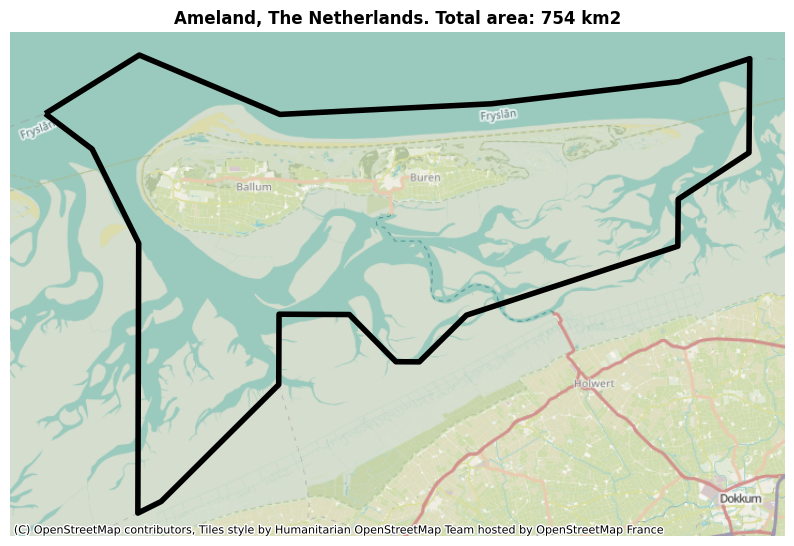 Ameland, The Netherlands. Total area: 754 km2
Fryslân
Fryslân
Buren
Ballum
Holwert
Dokkum
(C) OpenStreetMap contributors, Tiles style by Humanitarian OpenStreetMap Team hosted by OpenStreetMap France